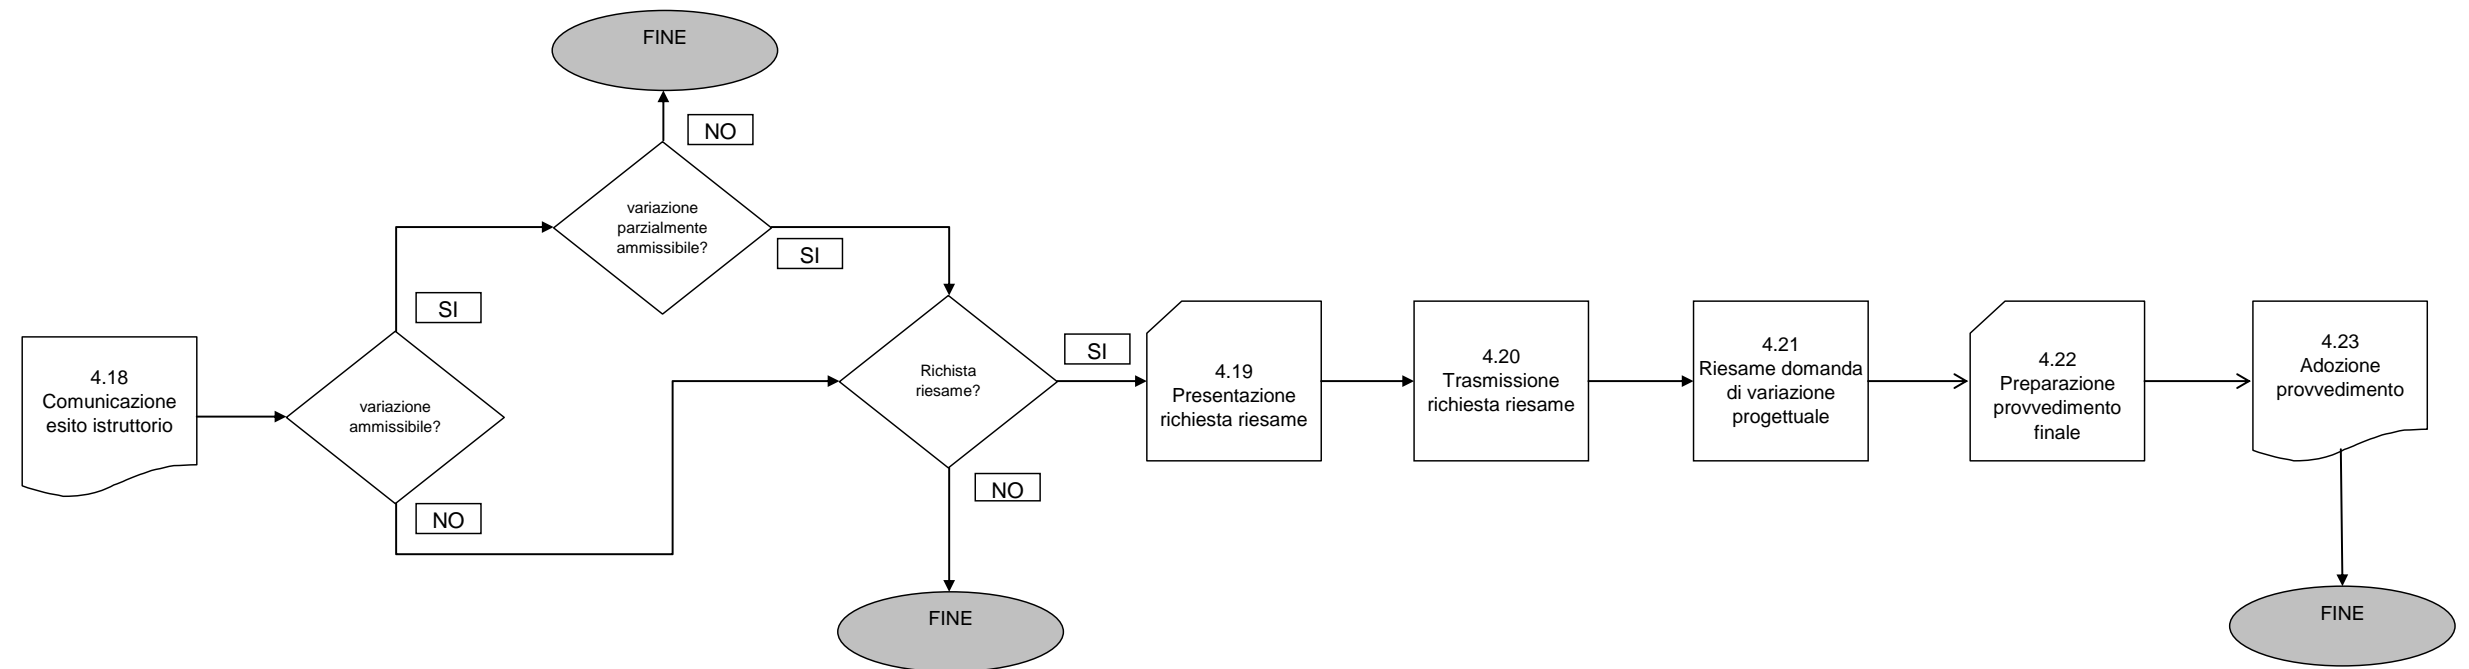 FINE
NO
variazione
parzialmente
ammissibile?
SI
SI
4.18
Comunicazione
esito istruttorio
variazione
ammissibile?
NO
Richista
riesame?
SI
NO
FINE
4.19
Presentazione
richiesta riesame
4.20
Trasmissione
richiesta riesame
4.21
Riesame domanda
di variazione
progettuale
4.22
Preparazione
provvedimento
finale
4.23
Adozione
provvedimento
FINE